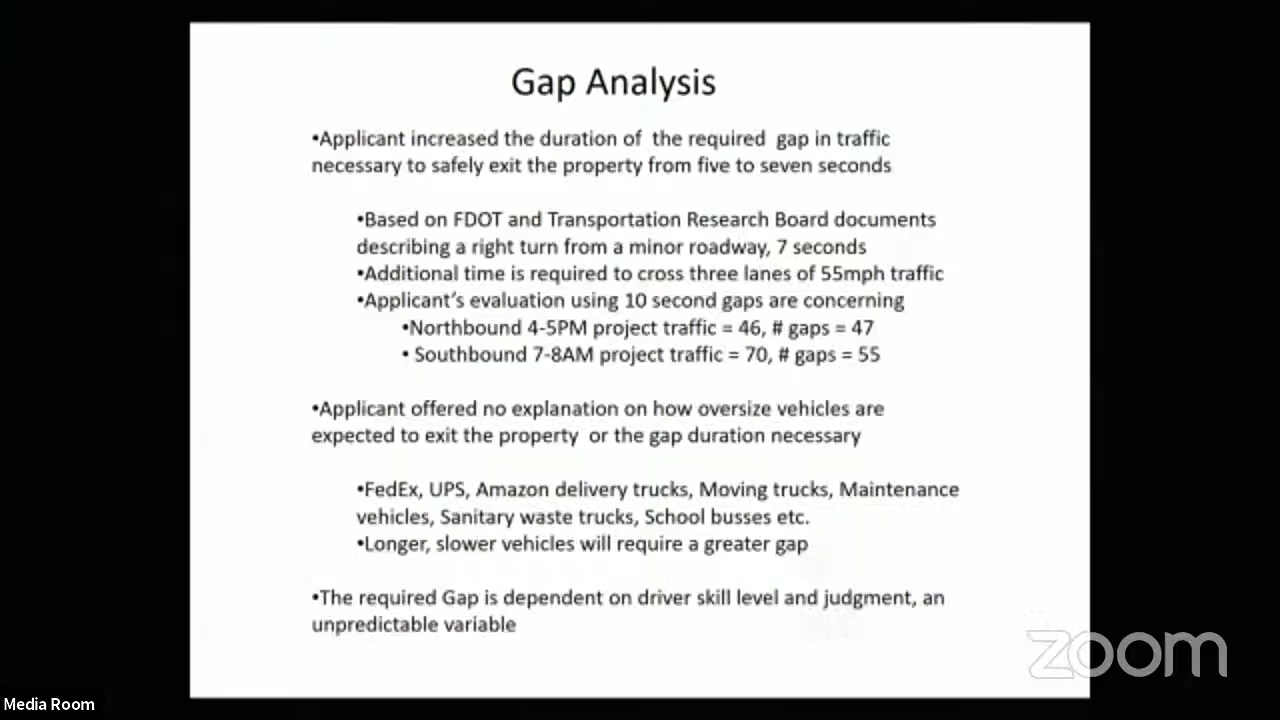 Gap Analysis
•Applicant increased the duration of the required gap in traffic
necessary to safely exit the property from five to seven seconds
•Based on FDOT and Transportation Research Board documents
describing a right turn from a minor roadway, 7 seconds
•Additional time is required to cross three lanes of 55mph traffic
•Applicant's evaluation using 10 second gaps are concerning
•Northbound 4-5PM project traffic = 46, # gaps = 47
• Southbound 7-8AM project traffic = 70, # gaps = 55
•Applicant offered no explanation on how oversize vehicles are
expected to exit the property or the gap duration necessary
•FedEx, UPS, Amazon delivery trucks, Moving trucks, Maintenance
vehicles, Sanitary waste trucks, School busses etc.
•Longer, slower vehicles will require a greater gap
•The required Gap is dependent on driver skill level and judgment, an
unpredictable variable
zoom
Media Room